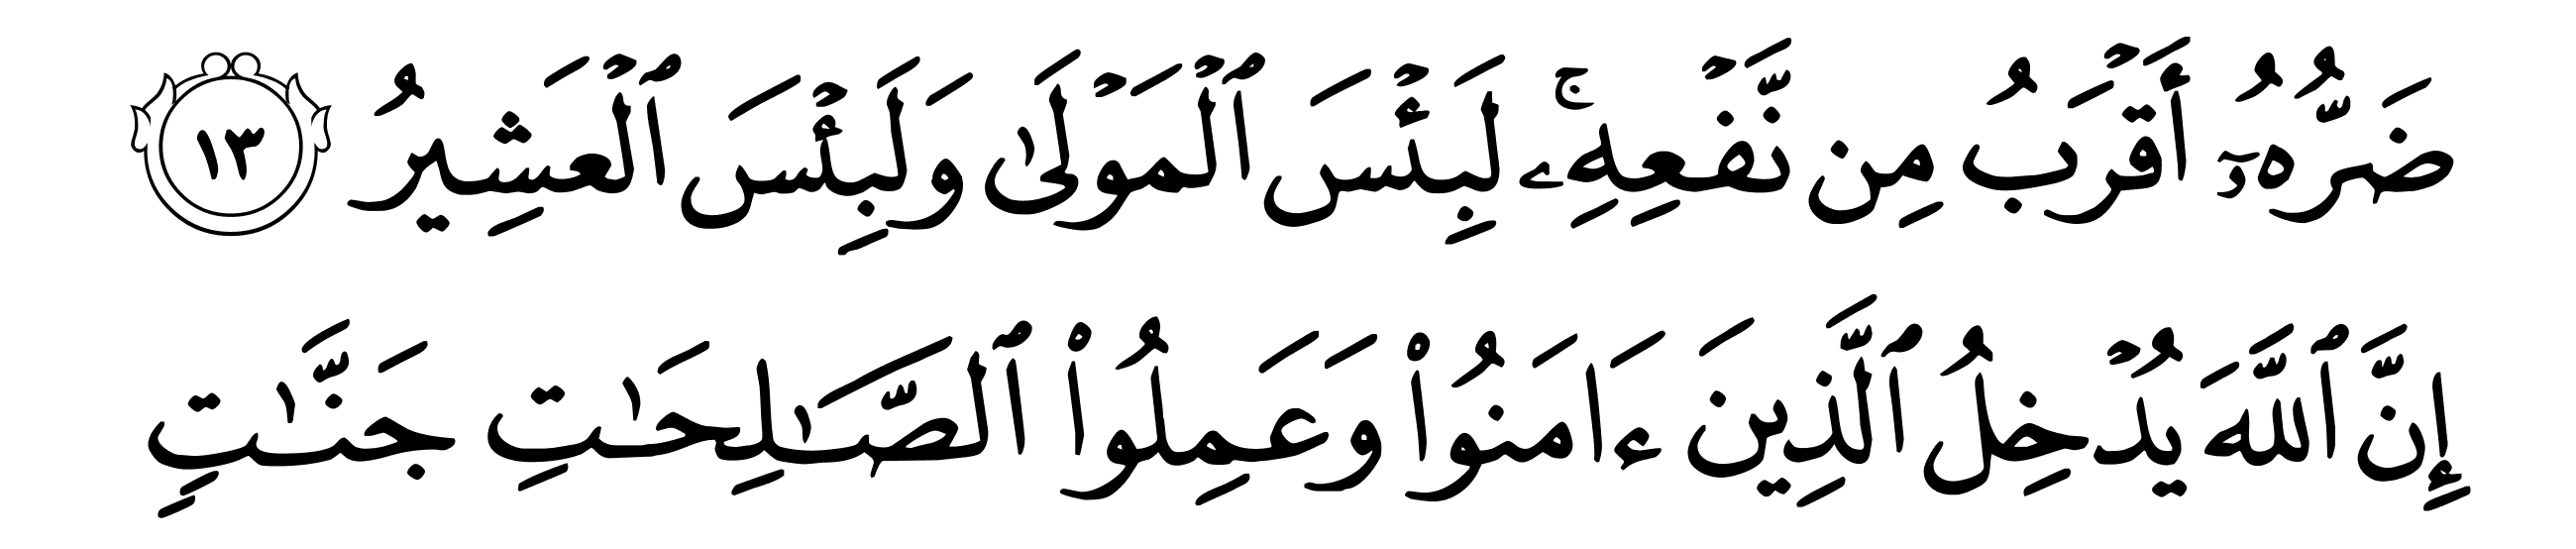 ضَرُّهُۥٓ أَقۡرَبُ مِن نَّفۡعِهِۦۚ لَبِئۡسَ ٱلۡمَوۡلَىٰ وَلَبِئۡسَ ٱلۡعَشِيرُ ١٣
إِنَّ ٱللَّهَ يُدۡخِلُ ٱلَّذِينَ ءَامَنُواْ وَعَمِلُواْ ٱلصَّٰلِحَٰتِ جَنَّٰتٖ